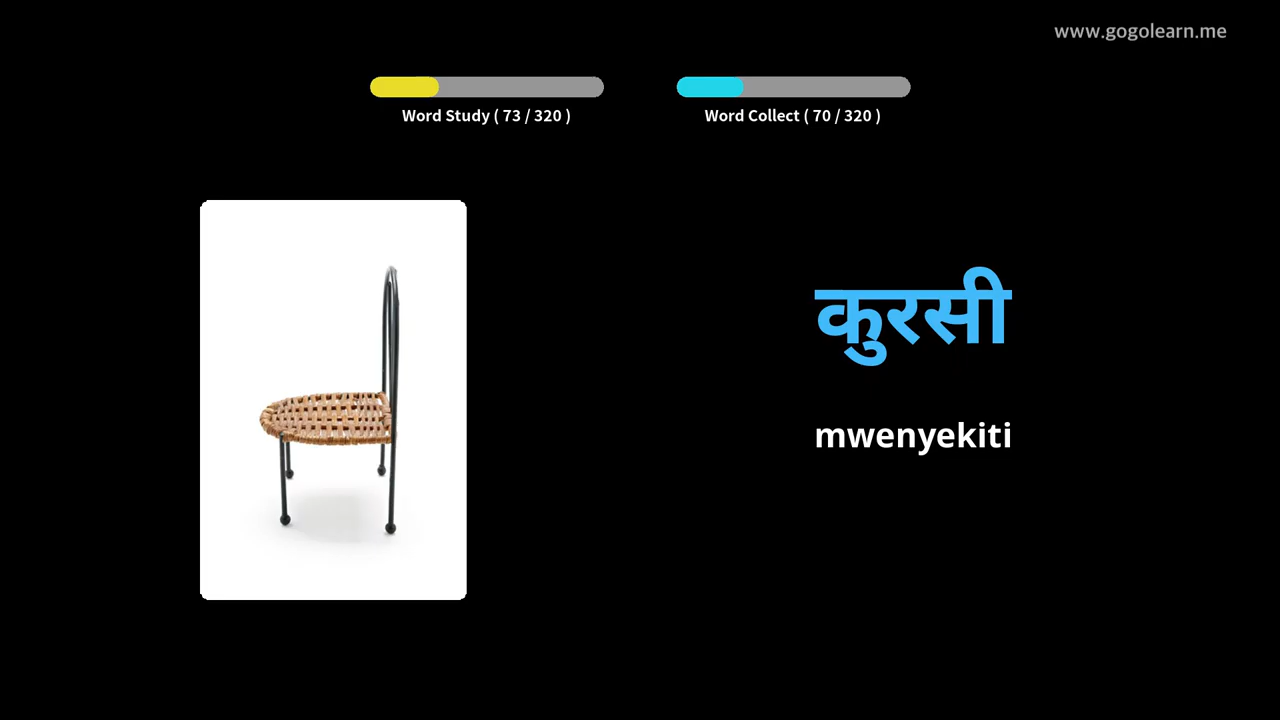 www.gogolearn.me
Word Study ( 73 / 320 )
Word Collect ( 70 / 320 )
कुरसी
mwenyekiti